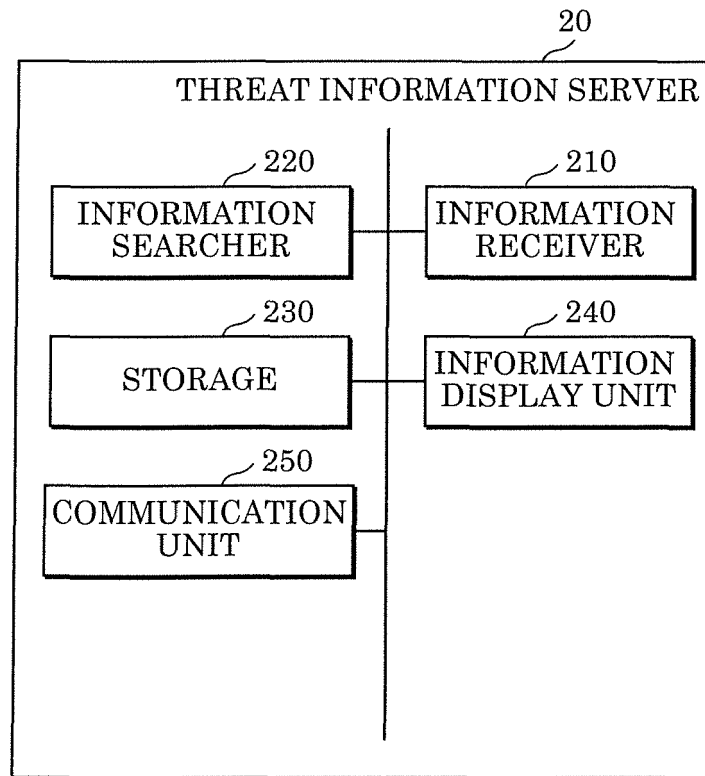 20
THREAT INFORMATION SERVER
220
INFORMATION
SEARCHER
210
INFORMATION
RECEIVER
230
STORAGE
240
INFORMATION
DISPLAY UNIT
250
COMMUNICATION
UNIT